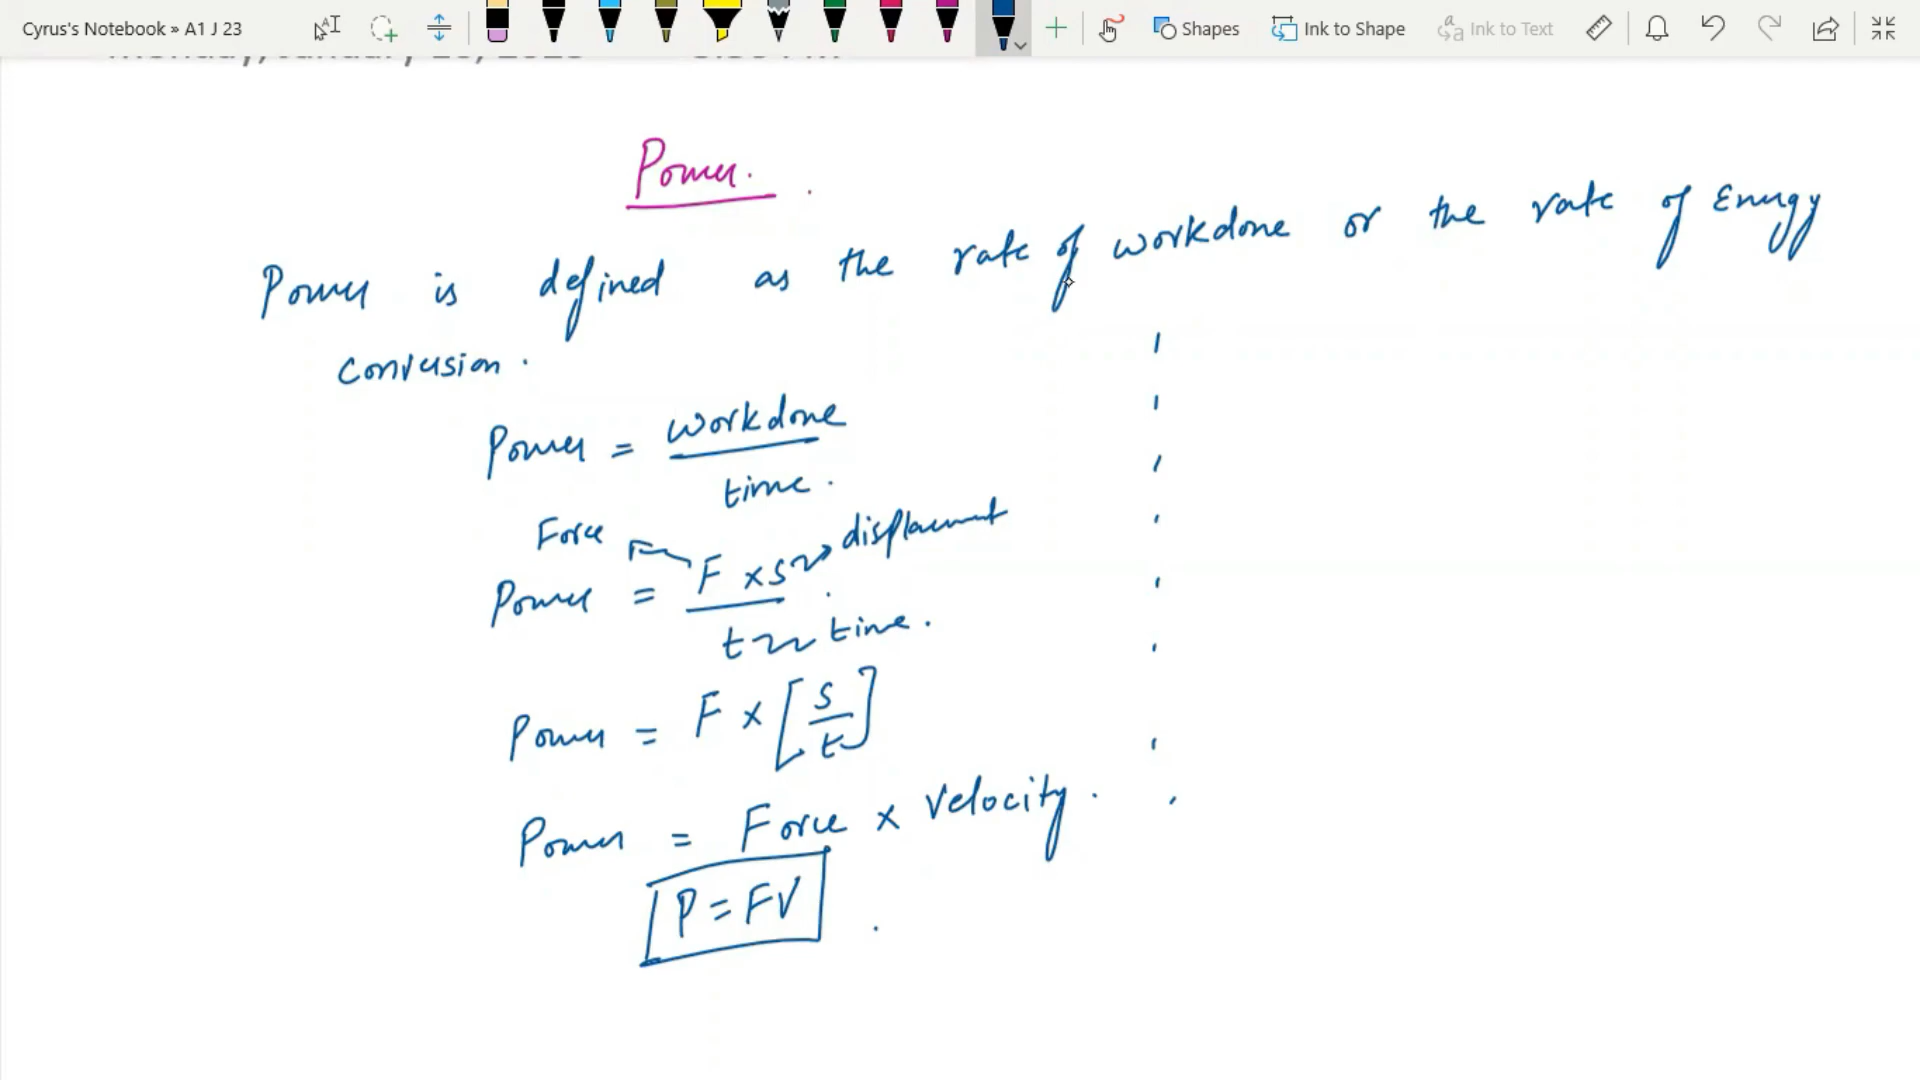 Cyrus's Notebook » A1 J 23
Shapes
Ink to Shape
Ink to Text
Power.
Power is defined as the rate of workdone or the rate of Energy
Conversion.
Power = workdone
time.
Force
displacement
Power = F × s
t time.
Power = F × [s/t]
Power = Force × Velocity.
P = FV